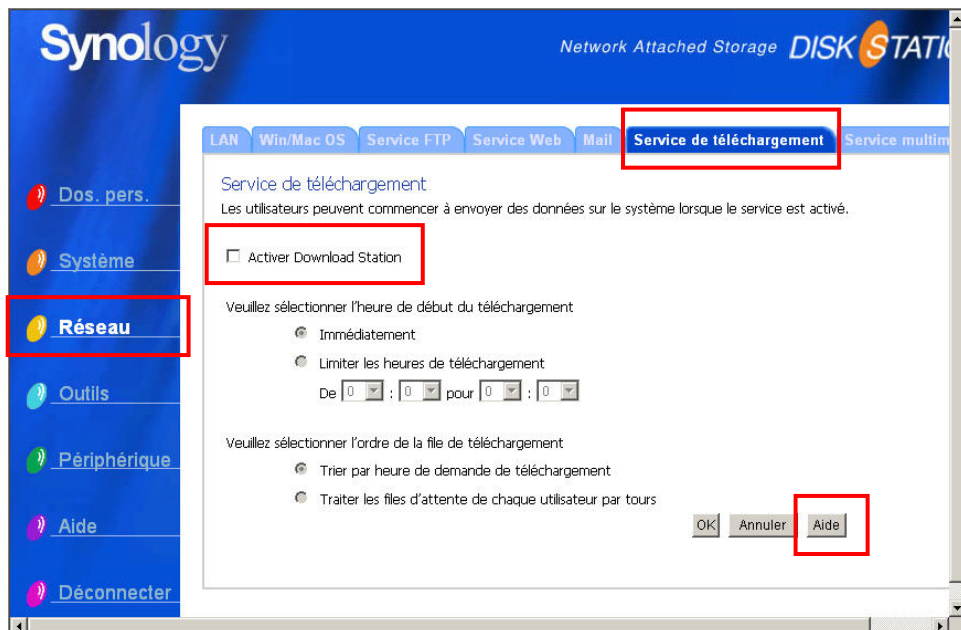 Synology
Network Attached Storage DISK STATIO
LAN Win/Mac OS Service FTP Service Web Mail Service de téléchargement Service multim
Dos. pers.
Système
Réseau
Outils
Périphérique
Aide
Déconnecter
Service de téléchargement
Les utilisateurs peuvent commencer à envoyer des données sur le système lorsque le service est activé.
Activer Download Station
Veuillez sélectionner l'heure de début du téléchargement
Immédiatement
Limiter les heures de téléchargement
De 0 : 0 pour 0 : 0
Veuillez sélectionner l'ordre de la file de téléchargement
Trier par heure de demande de téléchargement
Traiter les files d'attente de chaque utilisateur par tours
OK Annuler Aide